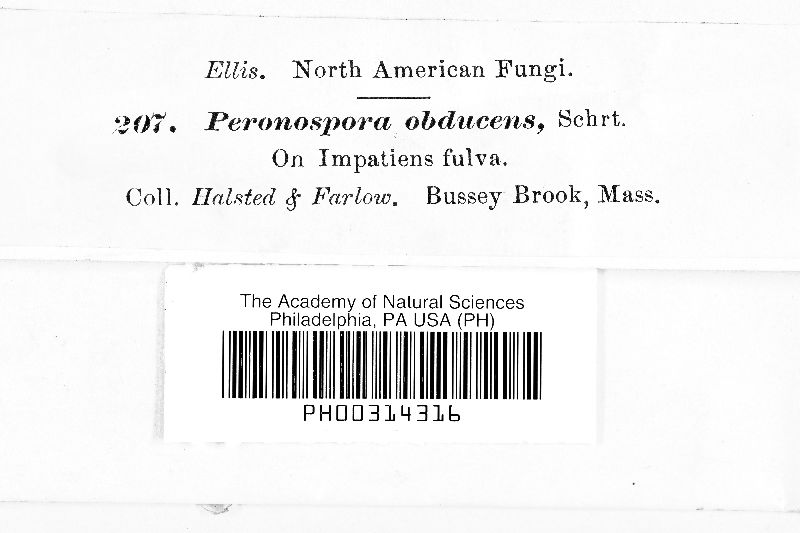 Ellis. North American Fungi.
207. Peronospora obducens, Schrt.
On Impatiens fulva.
Coll. Halsted & Farlow. Bussey Brook, Mass.
The Academy of Natural Sciences
Philadelphia, PA USA (PH)
PH00314316